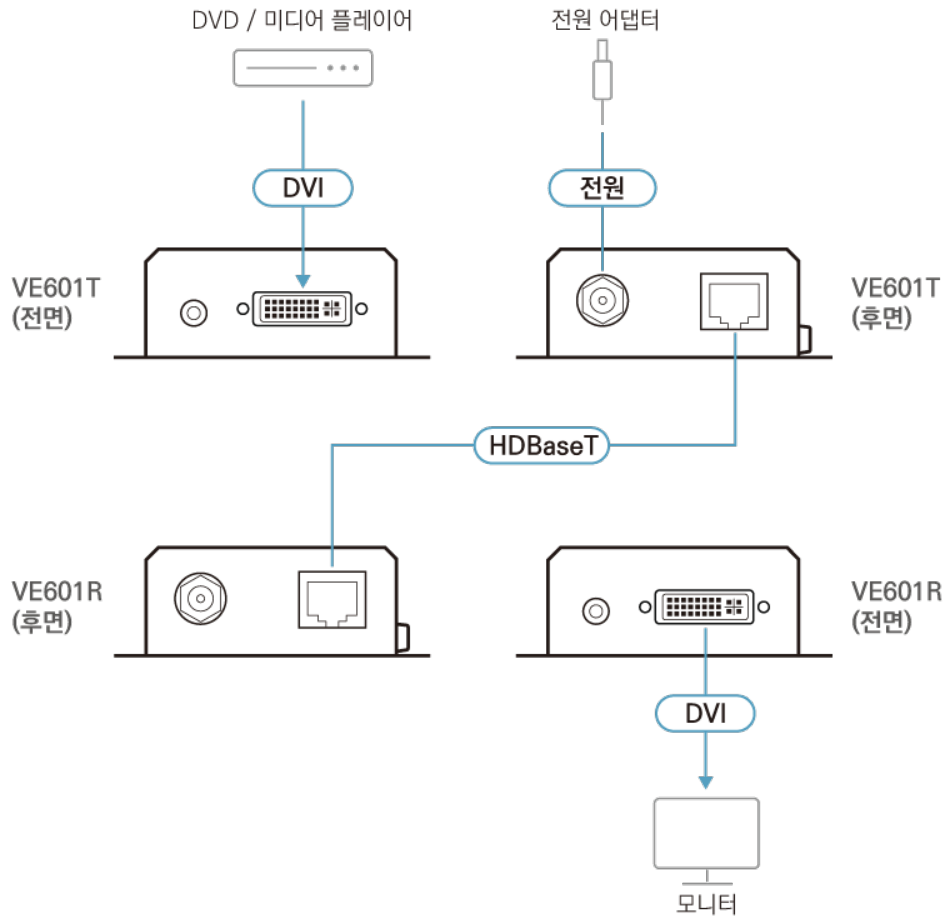 DVD / 미디어 플레이어
전원 어댑터
DVI
전원
VE601T
(전면)
VE601T
(후면)
HDBaseT
VE601R
(후면)
VE601R
(전면)
DVI
모니터